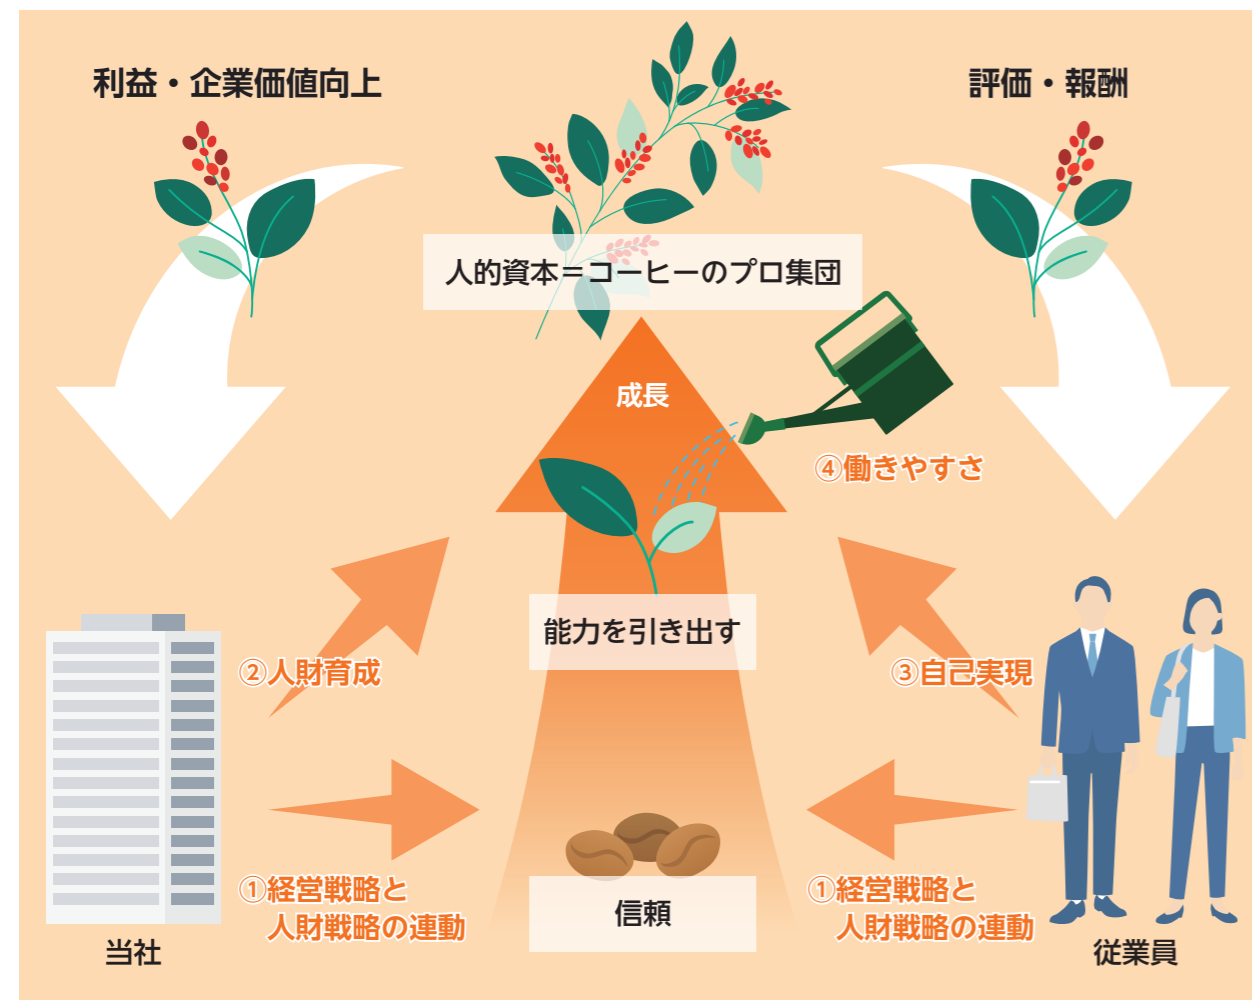 利益・企業価値向上
評価・報酬
人的資本＝コーヒーのプロ集団
成長
④働きやすさ
能力を引き出す
②人財育成
③自己実現
①経営戦略と
人財戦略の連動
信頼
①経営戦略と
人財戦略の連動
当社
従業員